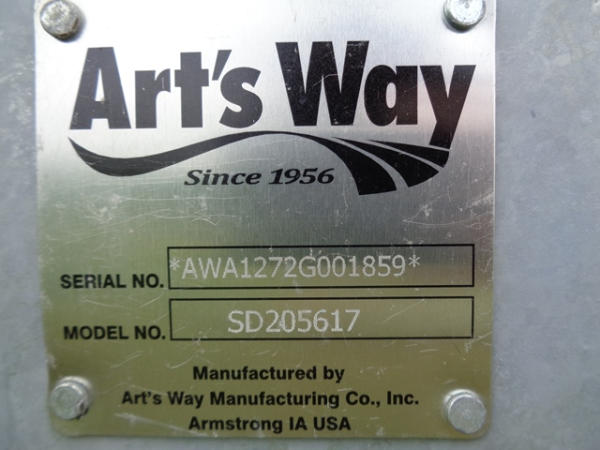 Art's Way
Since 1956
SERIAL NO. *AWA1272G001859*
MODEL NO. SD205617
Manufactured by
Art's Way Manufacturing Co., Inc.
Armstrong IA USA